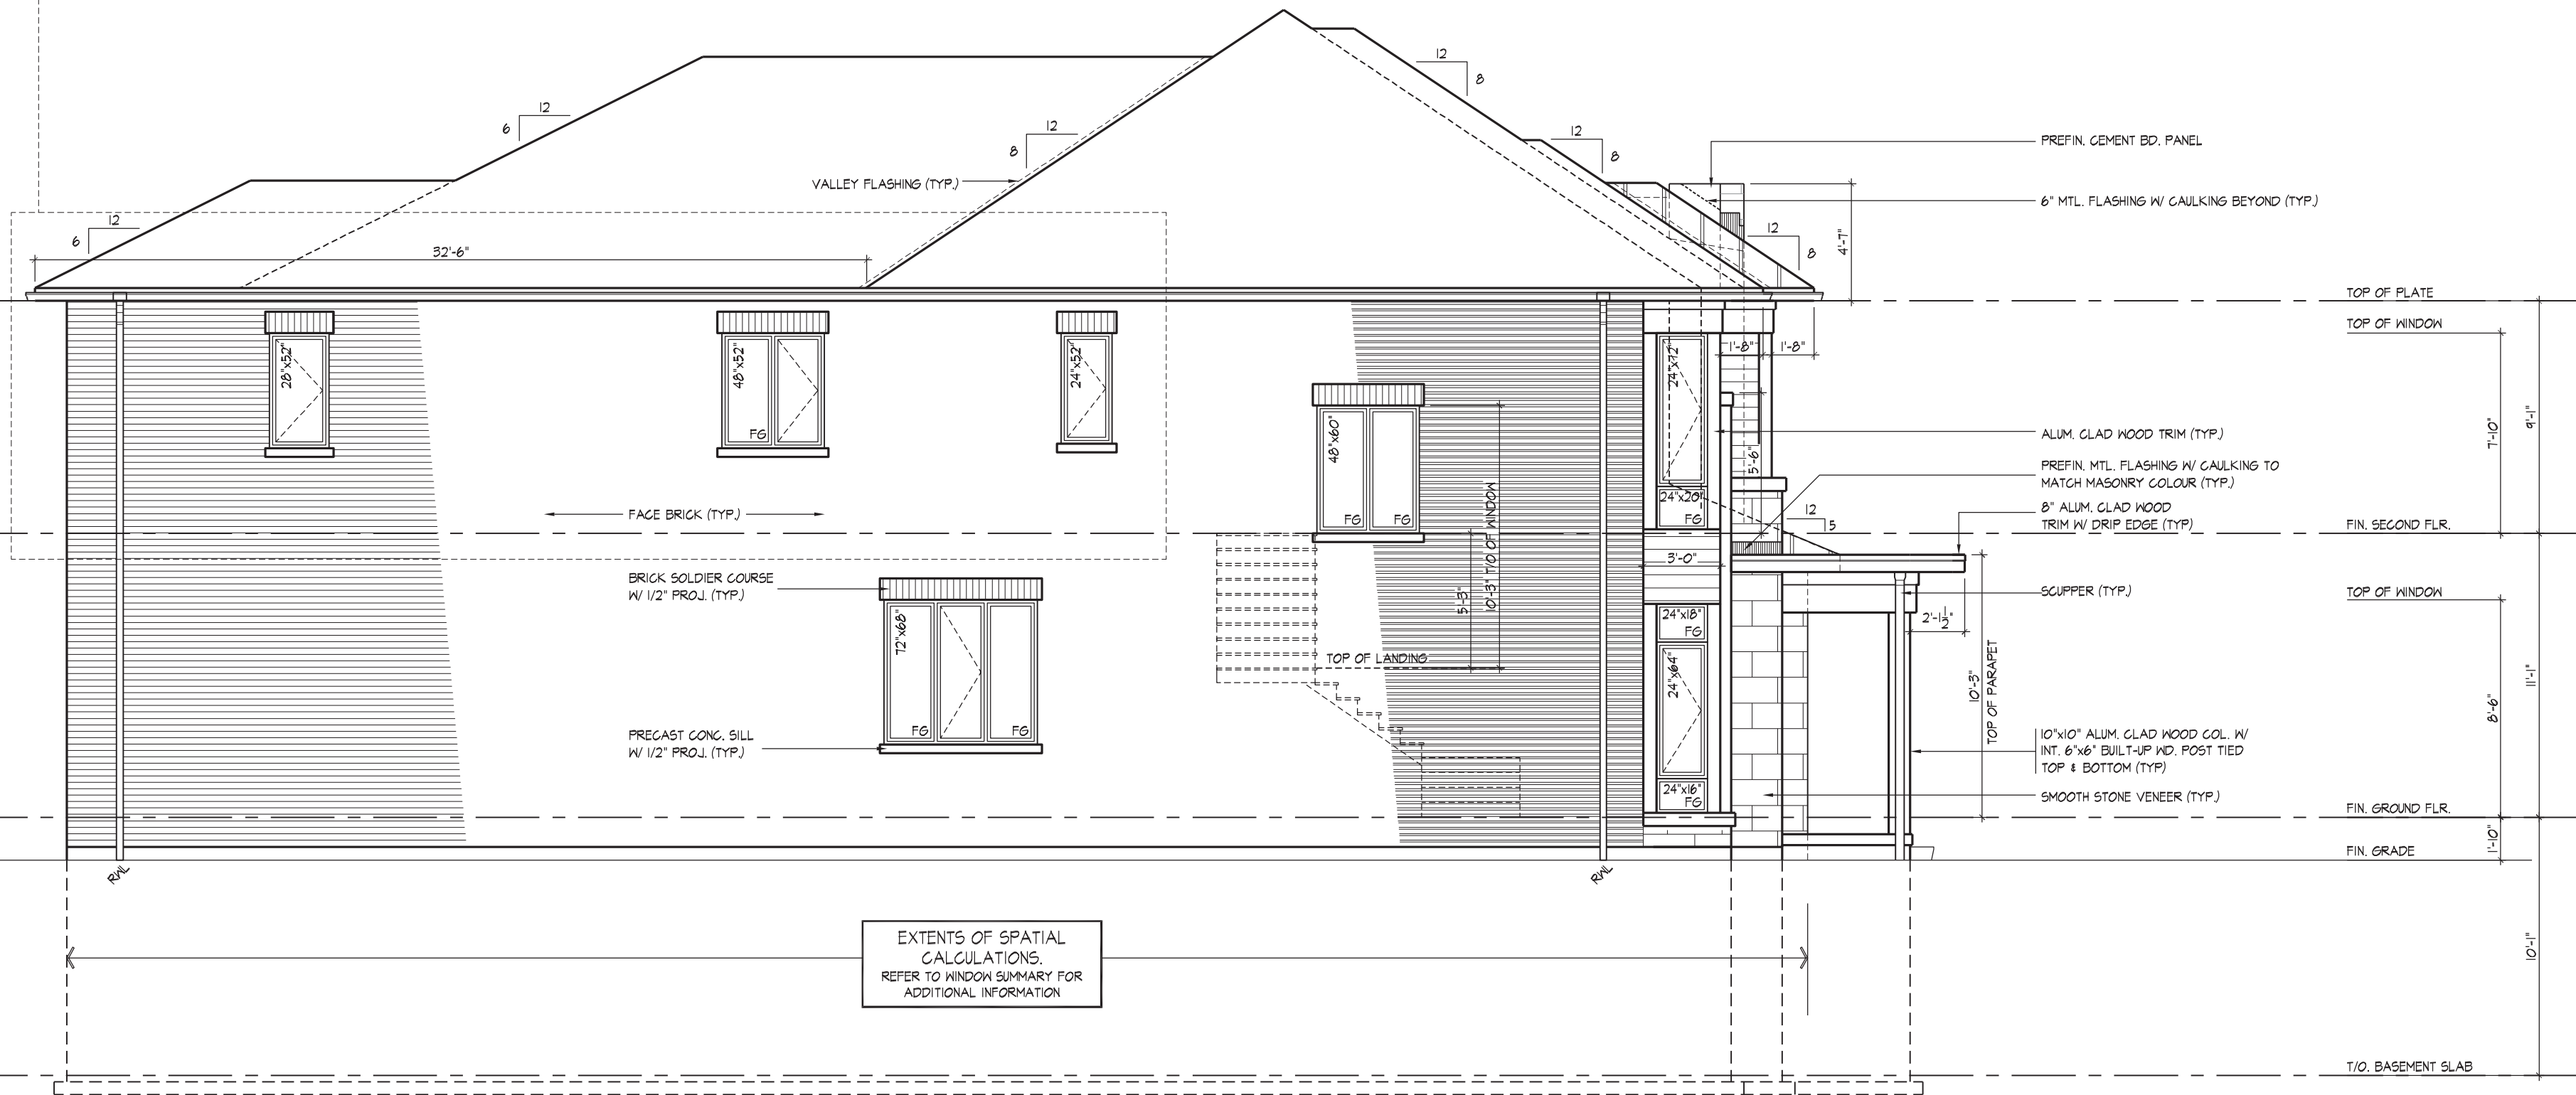 12
8
12
6
12
8
12
8
PREFIN. CEMENT BD. PANEL
VALLEY FLASHING (TYP.)
6" MTL. FLASHING W/ CAULKING BEYOND (TYP.)
12
6
12
8
4'-7"
32'-6"
TOP OF PLATE
TOP OF WINDOW
28"x52"
48"x52"
FG
24"x52"
48"x60"
FG
FG
24"x72"
1'-8"
1'-8"
5'-6"
24"x20"
FG
ALUM. CLAD WOOD TRIM (TYP.)
PREFIN. MTL. FLASHING W/ CAULKING TO
MATCH MASONRY COLOUR (TYP.)
8" ALUM. CLAD WOOD
TRIM W/ DRIP EDGE (TYP)
7'-10"
9'-1"
FACE BRICK (TYP.)
12
5
FIN. SECOND FLR.
BRICK SOLDIER COURSE
W/ 1/2" PROJ. (TYP.)
72"x68"
FG
FG
PRECAST CONC. SILL
W/ 1/2" PROJ. (TYP.)
5'-3"
10'-3" T/O OF WINDOW
TOP OF LANDING
3'-0"
24"x18"
FG
24"x64"
24"x16"
FG
SCUPPER (TYP.)
2'-1 1/2"
10'-3"
TOP OF PARAPET
TOP OF WINDOW
8'-6"
11'-1"
10"x10" ALUM. CLAD WOOD COL. W/
INT. 6"x6" BUILT-UP WD. POST TIED
TOP & BOTTOM (TYP)
SMOOTH STONE VENEER (TYP.)
FIN. GROUND FLR.
1'-10"
FIN. GRADE
RWL
RWL
EXTENTS OF SPATIAL
CALCULATIONS.
REFER TO WINDOW SUMMARY FOR
ADDITIONAL INFORMATION
10'-1"
T/O. BASEMENT SLAB